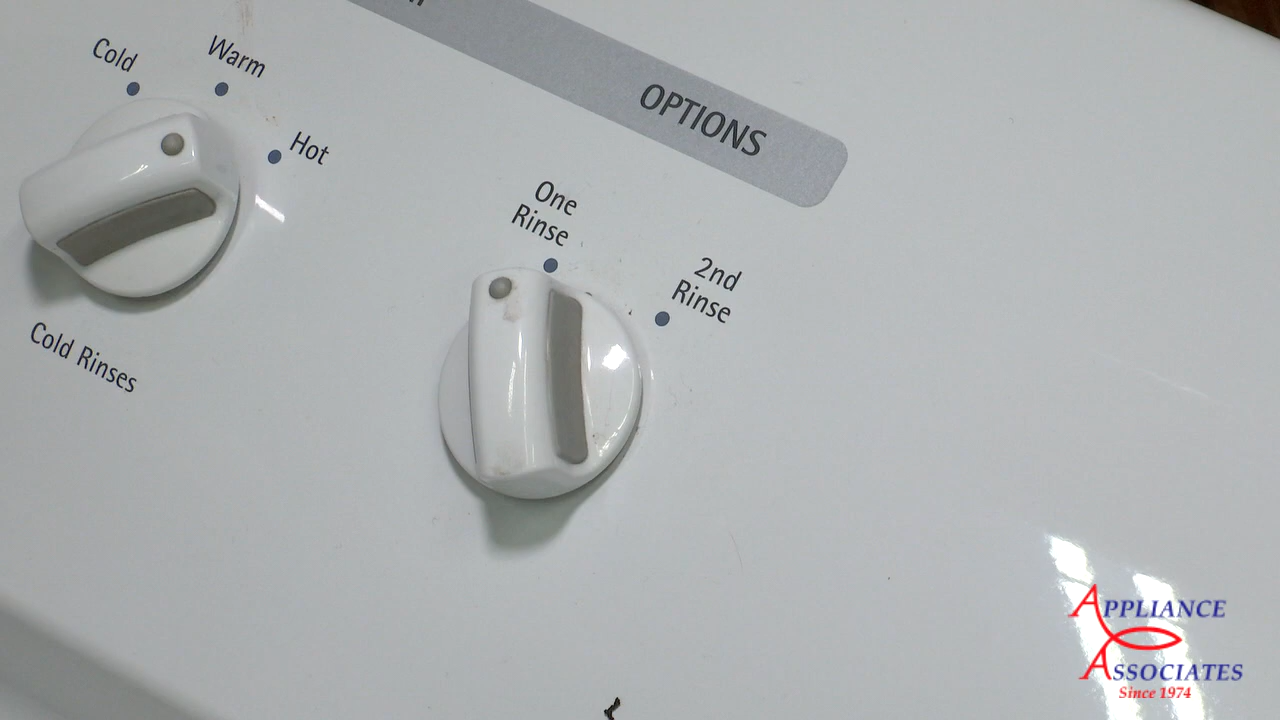 OPTIONS
Cold
Warm
Hot
Cold Rinses
One
Rinse
2nd
Rinse
APPLIANCE
ASSOCIATES
Since 1974